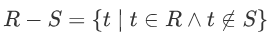 R − S = {t | t ∈ R ∧ t ∉ S}